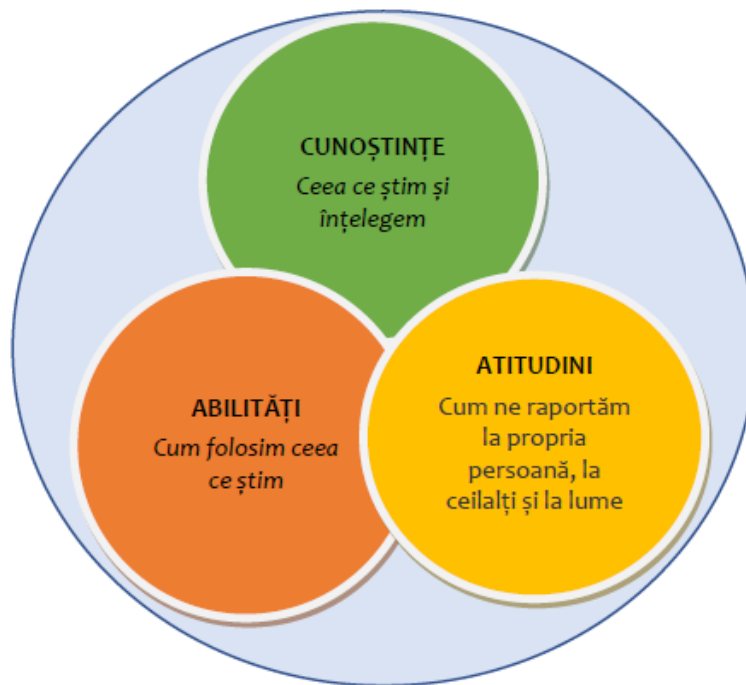 CUNOȘTINȚE
Ceea ce știm și
înțelegem
ABILITĂȚI
Cum folosim ceea
ce știm
ATITUDINI
Cum ne raportăm
la propria
persoană, la
ceilalți și la lume